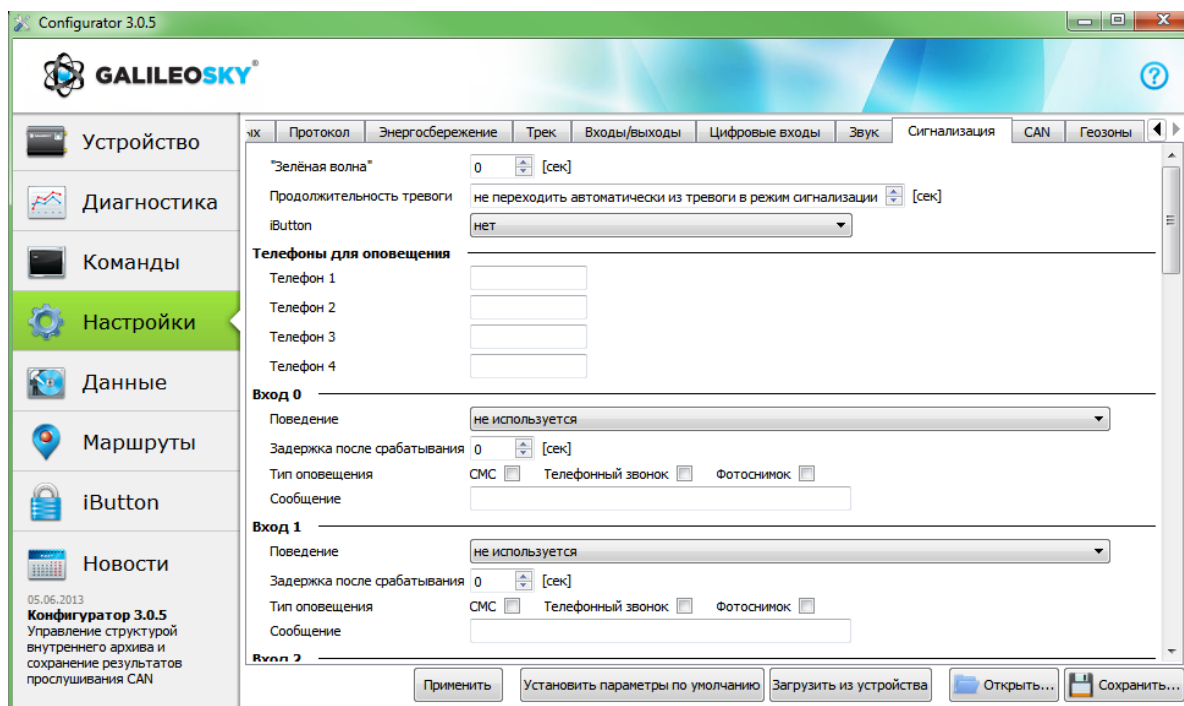 Configurator 3.0.5
GALILEOSKY®
?
Устройство
Диагностика
Команды
Настройки
Данные
Маршруты
iButton
Новости
05.06.2013
Конфигуратор 3.0.5
Управление структурой
внутреннего архива и
сохранение результатов
прослушивания CAN
ых Протокол Энергосбережение Трек Входы/выходы Цифровые входы Звук Сигнализация CAN Геозоны
"Зелёная волна" 0 [сек]
Продолжительность тревоги не переходить автоматически из тревоги в режим сигнализации [сек]
iButton нет
Телефоны для оповещения
Телефон 1
Телефон 2
Телефон 3
Телефон 4
Вход 0
Поведение не используется
Задержка после срабатывания 0 [сек]
Тип оповещения СМС Телефонный звонок Фотоснимок
Сообщение
Вход 1
Поведение не используется
Задержка после срабатывания 0 [сек]
Тип оповещения СМС Телефонный звонок Фотоснимок
Сообщение
Вход 2
Применить Установить параметры по умолчанию Загрузить из устройства Открыть... Сохранить...